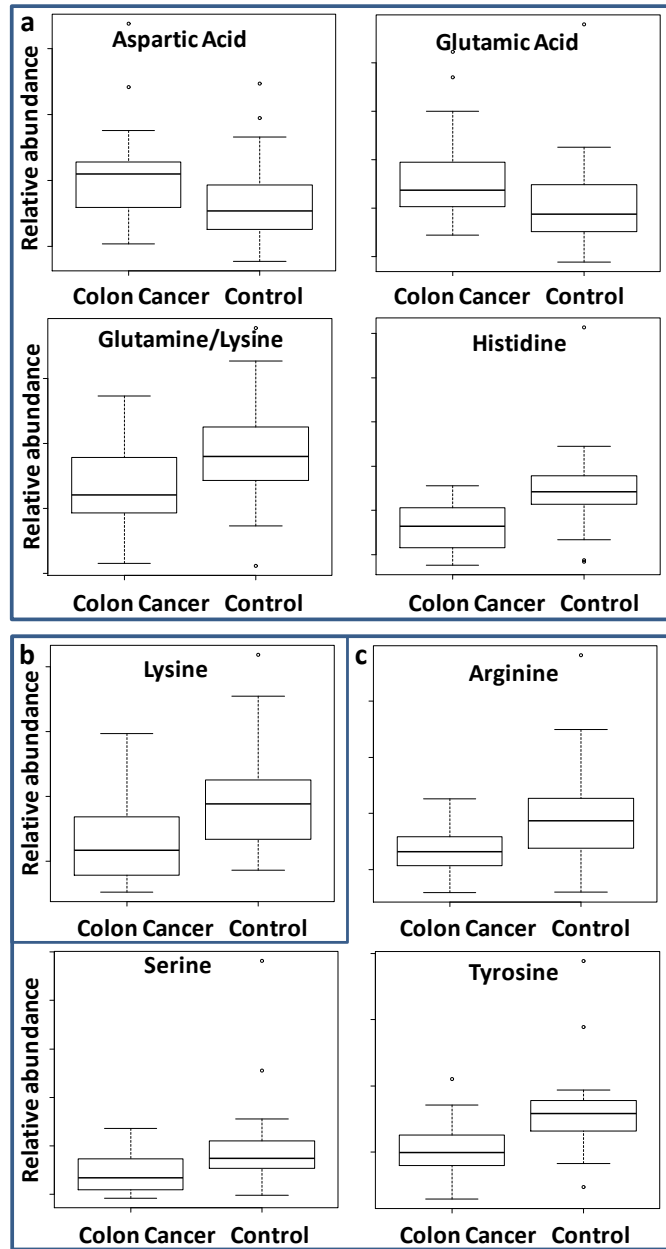 a
Aspartic Acid
Glutamic Acid
Relative abundance
Colon Cancer Control
Colon Cancer Control
Glutamine/Lysine
Histidine
Relative abundance
Colon Cancer Control
Colon Cancer Control
b
Lysine
Relative abundance
Colon Cancer Control
c
Arginine
Colon Cancer Control
Serine
Relative abundance
Colon Cancer Control
Tyrosine
Colon Cancer Control